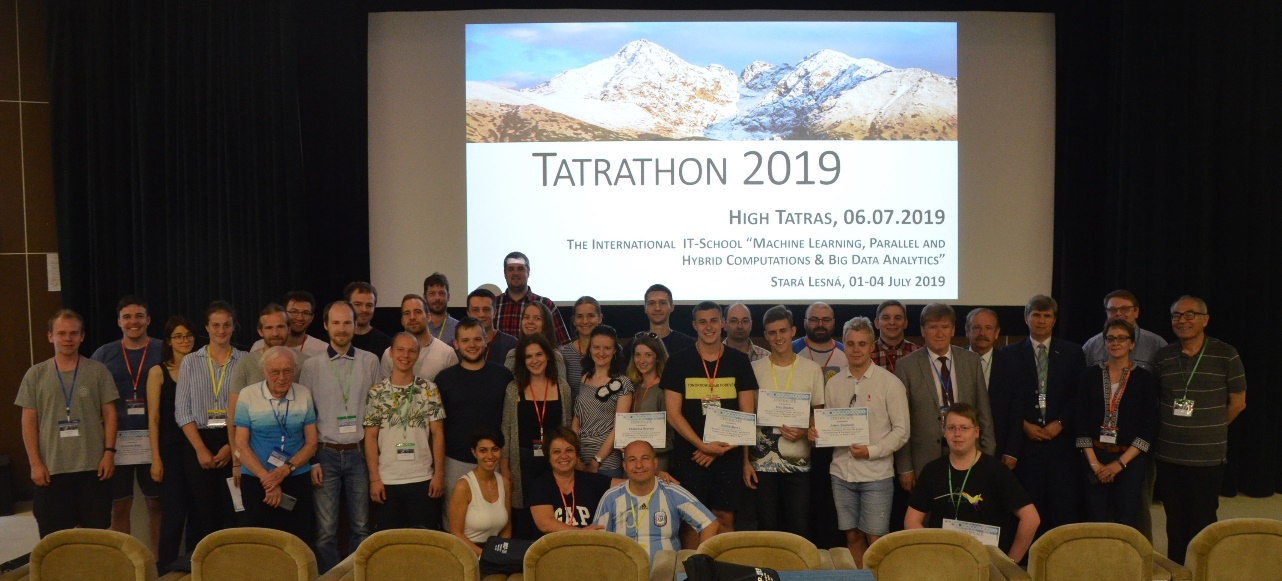 TATRATHON 2019
HIGH TATRAS, 06.07.2019
THE INTERNATIONAL IT-SCHOOL “MACHINE LEARNING, PARALLEL AND
HYBRID COMPUTATIONS & BIG DATA ANALYTICS”
STARÁ LESNÁ, 01-04 JULY 2019
GAP